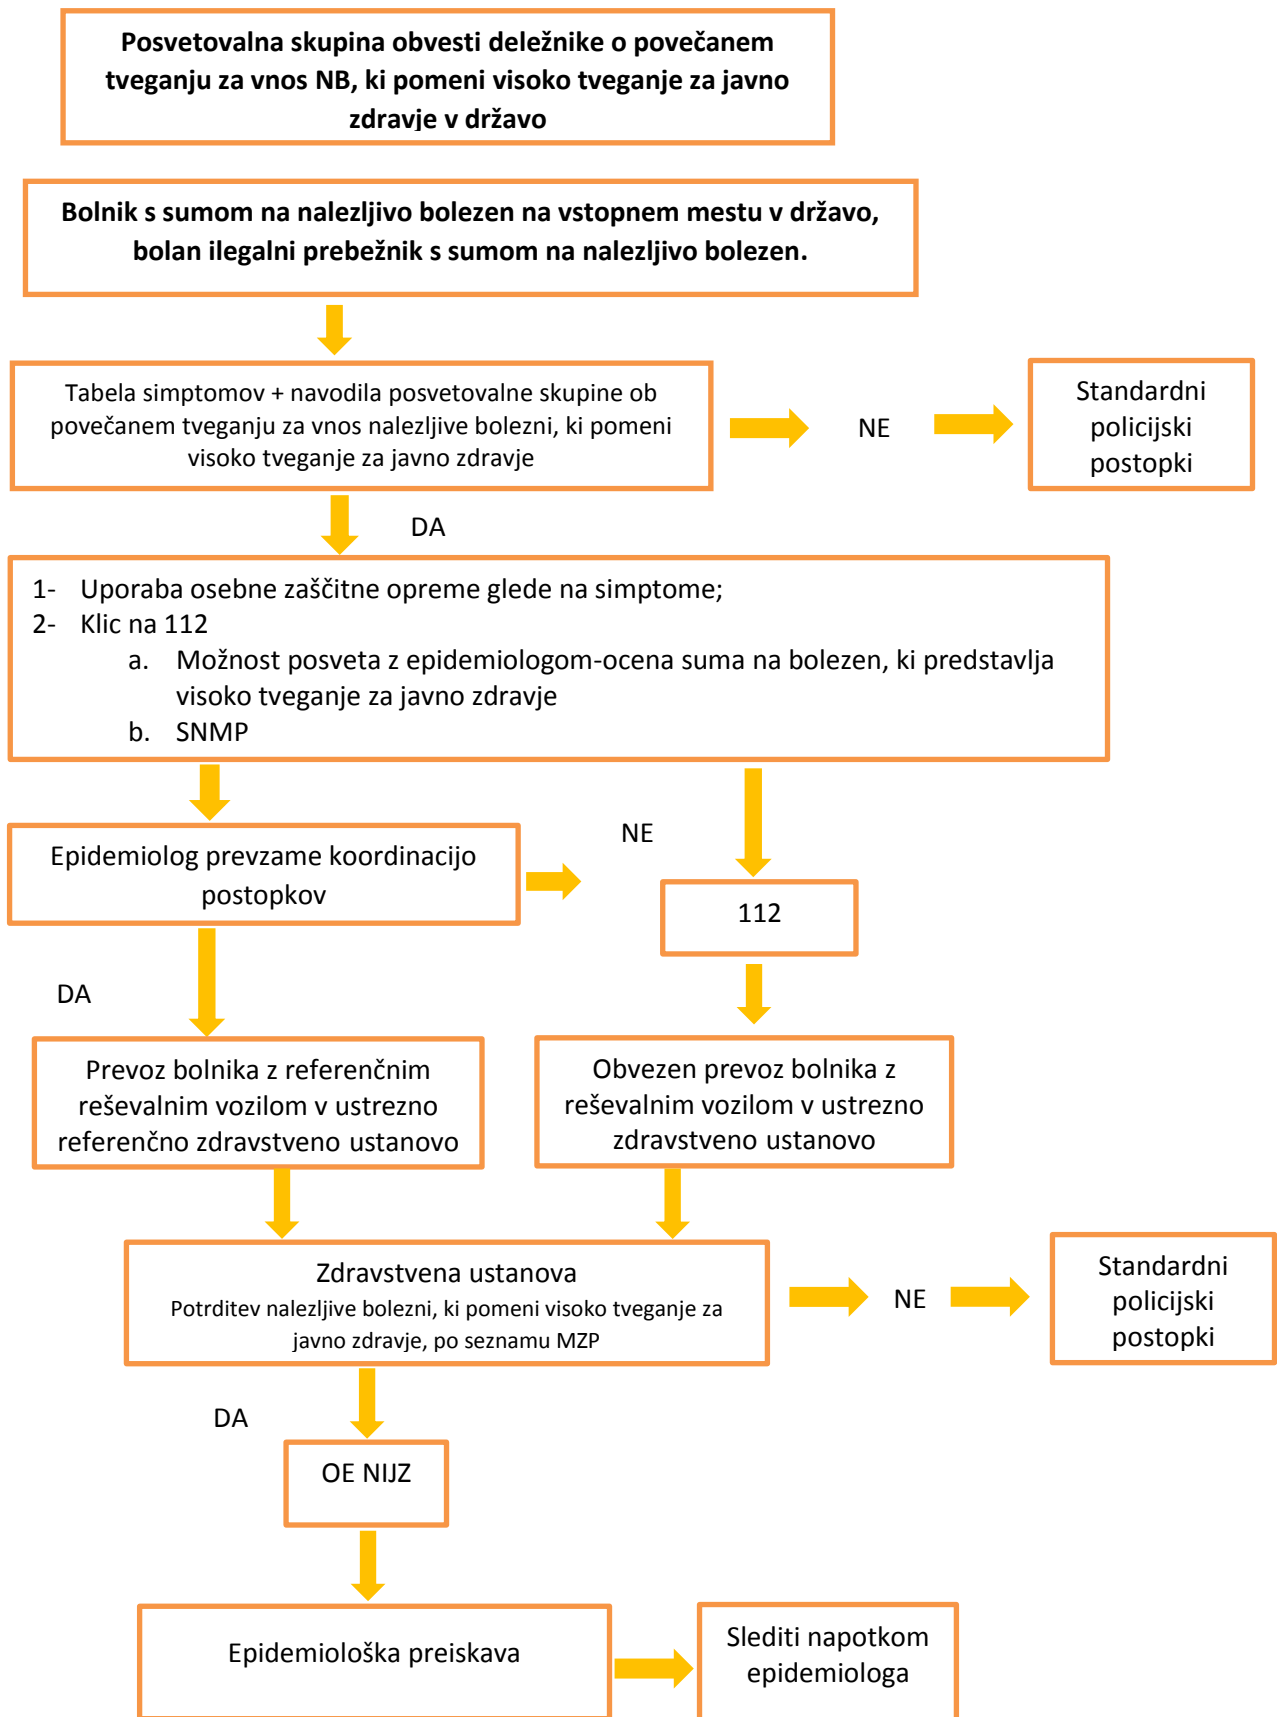 Posvetovalna skupina obvesti deležnike o povečanem
tveganju za vnos NB, ki pomeni visoko tveganje za javno
zdravje v državo
Bolnik s sumom na nalezljivo bolezen na vstopnem mestu v državo,
bolan ilegalni prebežnik s sumom na nalezljivo bolezen.
Tabela simptomov + navodila posvetovalne skupine ob
povečanem tveganju za vnos nalezljive bolezni, ki pomeni
visoko tveganje za javno zdravje
NE
Standardni
policijski
postopki
DA
1- Uporaba osebne zaščitne opreme glede na simptome;
2- Klic na 112
a. Možnost posveta z epidemiologom-ocena suma na bolezen, ki predstavlja
visoko tveganje za javno zdravje
b. SNMP
Epidemiolog prevzame koordinacijo
postopkov
NE
112
DA
Prevoz bolnika z referenčnim
reševalnim vozilom v ustrezno
referenčno zdravstveno ustanovo
Obvezen prevoz bolnika z
reševalnim vozilom v ustrezno
zdravstveno ustanovo
Zdravstvena ustanova
Potrditev nalezljive bolezni, ki pomeni visoko tveganje za
javno zdravje, po seznamu MZP
NE
Standardni
policijski
postopki
DA
OE NIJZ
Epidemiološka preiskava
Slediti napotkom
epidemiologa